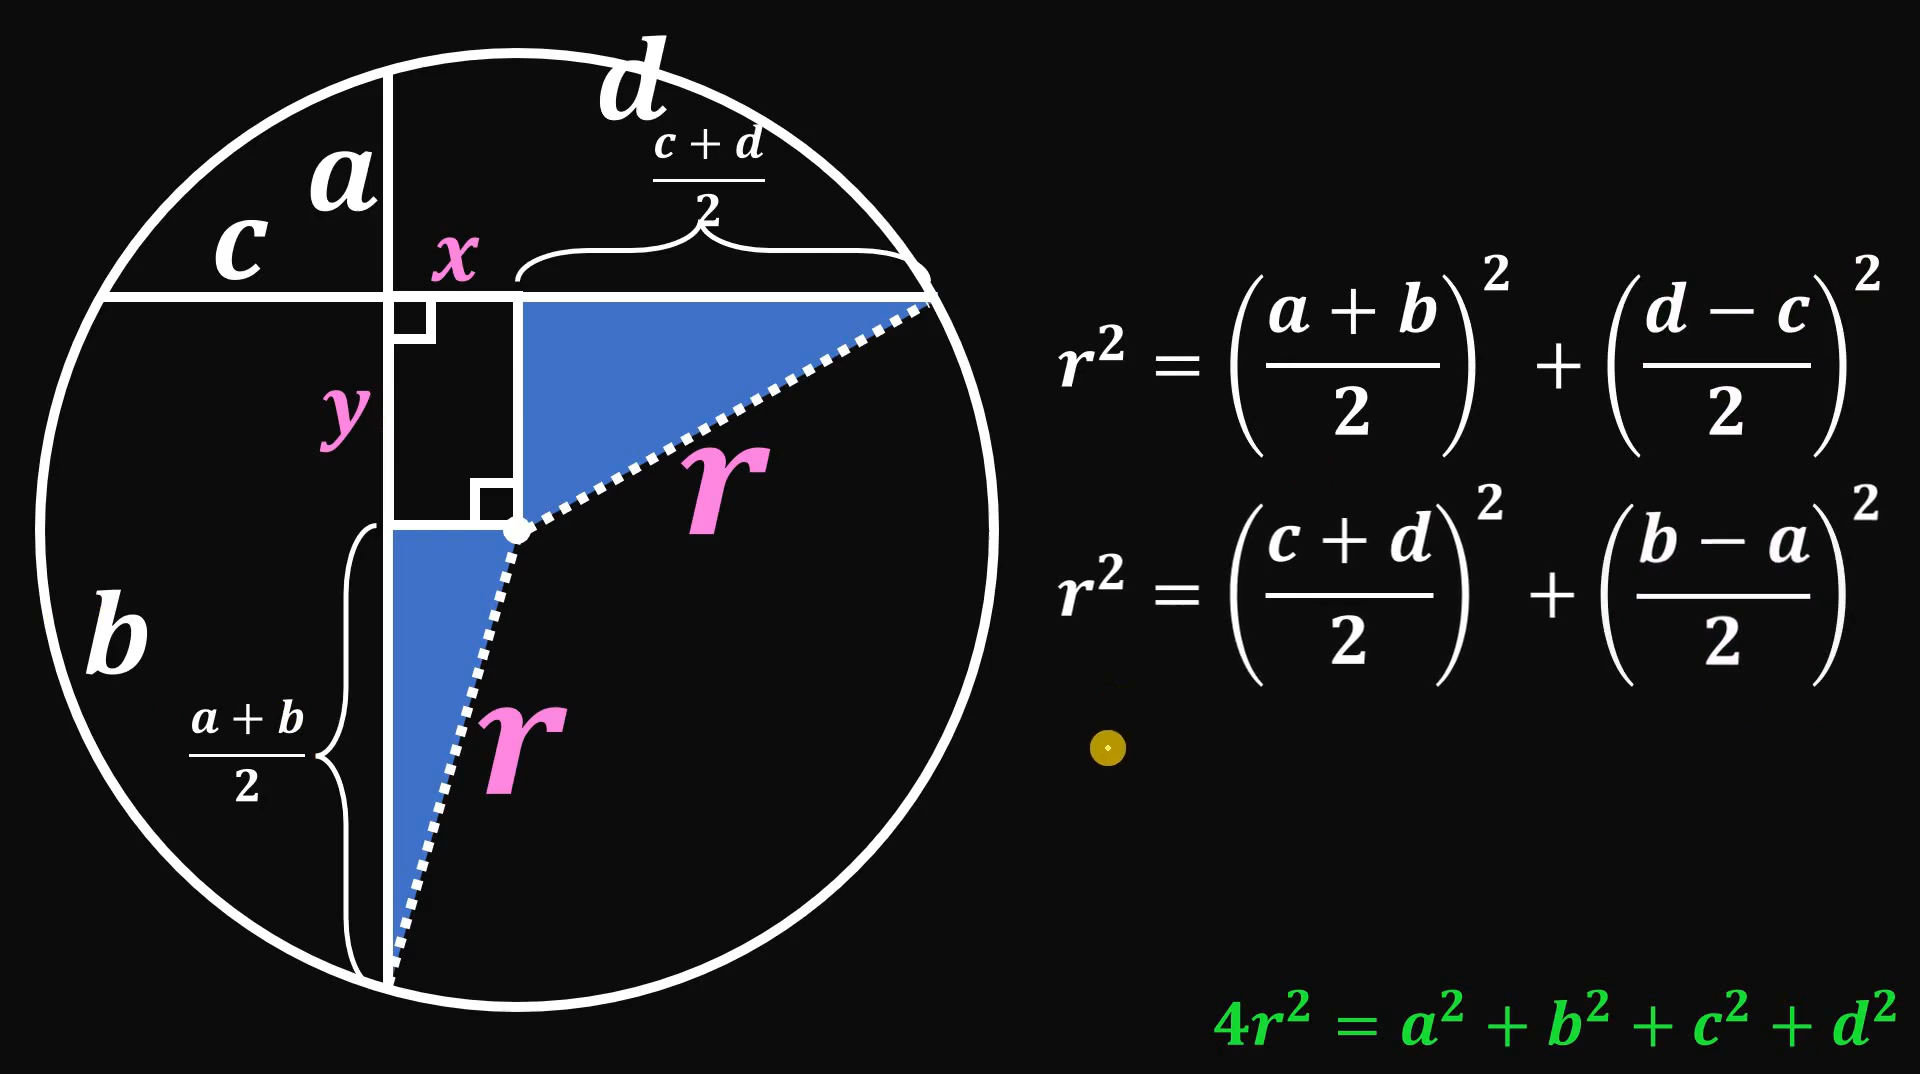 d
c + d
2
a
c
x
y
r
b
a + b
2
r
r² = ((a + b)/2)² + ((d − c)/2)²
r² = ((c + d)/2)² + ((b − a)/2)²
4r² = a² + b² + c² + d²